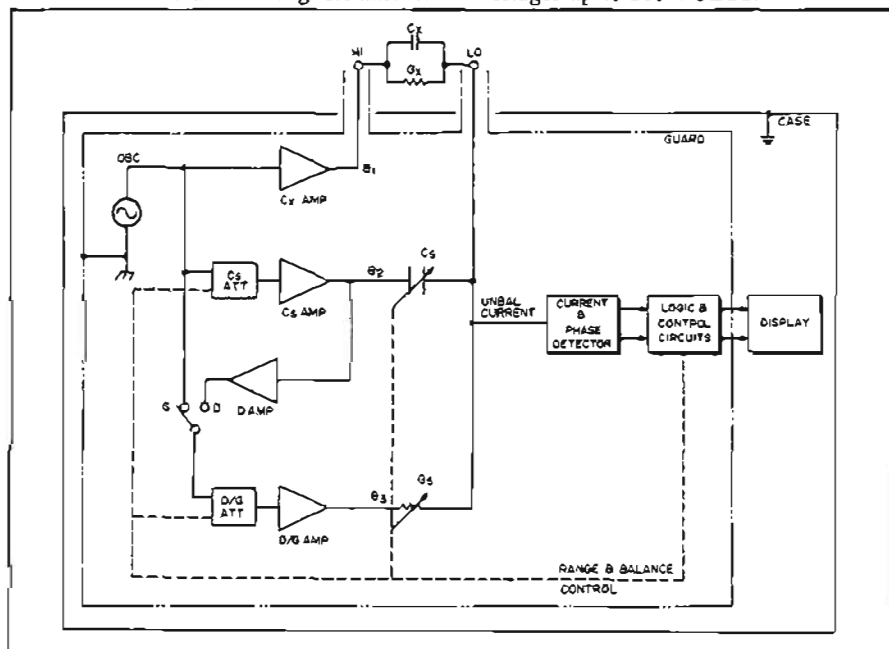 Cx
HI
LO
Gx
CASE
GUARD
OSC
e1
Cx AMP
Cs
ATT
Cs AMP
e2
Cs
UNBAL
CURRENT
CURRENT
&
PHASE
DETECTOR
LOGIC &
CONTROL
CIRCUITS
DISPLAY
G
D
D AMP
D/G
ATT
D/G AMP
e3
Gs
RANGE & BALANCE
CONTROL